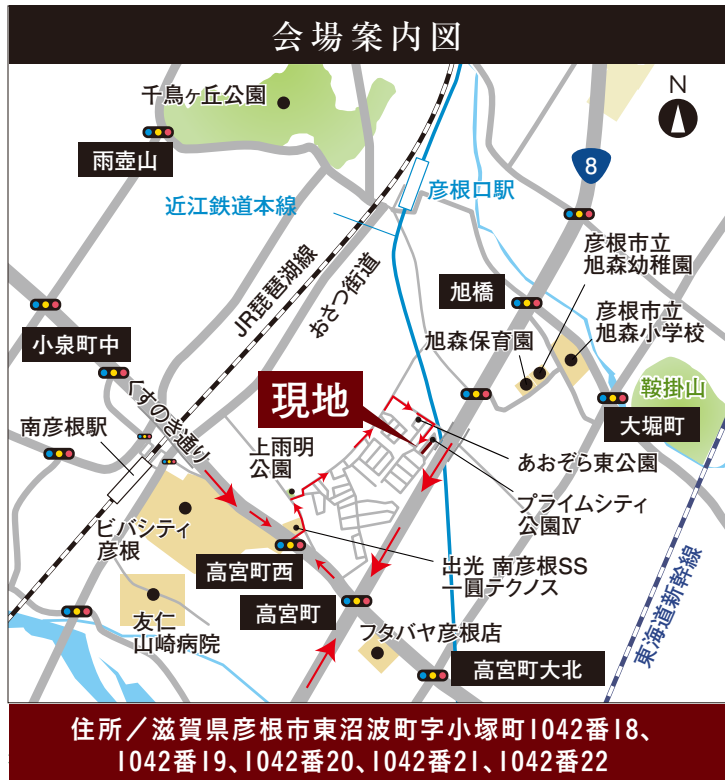 会場案内図
千鳥ヶ丘公園
N
雨壺山
8
近江鉄道本線
彦根口駅
彦根市立
旭森幼稚園
JR琵琶湖線
おさつ街道
旭橋
彦根市立
旭森小学校
小泉町中
旭森保育園
鞍掛山
くすのき通り
現地
大堀町
南彦根駅
上雨明
公園
あおぞら東公園
プライムシティ
公園Ⅳ
ビバシティ
彦根
高宮町西
出光 南彦根SS
一圓テクノス
高宮町
東海道新幹線
友仁
山崎病院
フタバヤ彦根店
高宮町大北
住所／滋賀県彦根市東沼波町字小塚町1042番18、
1042番19、1042番20、1042番21、1042番22